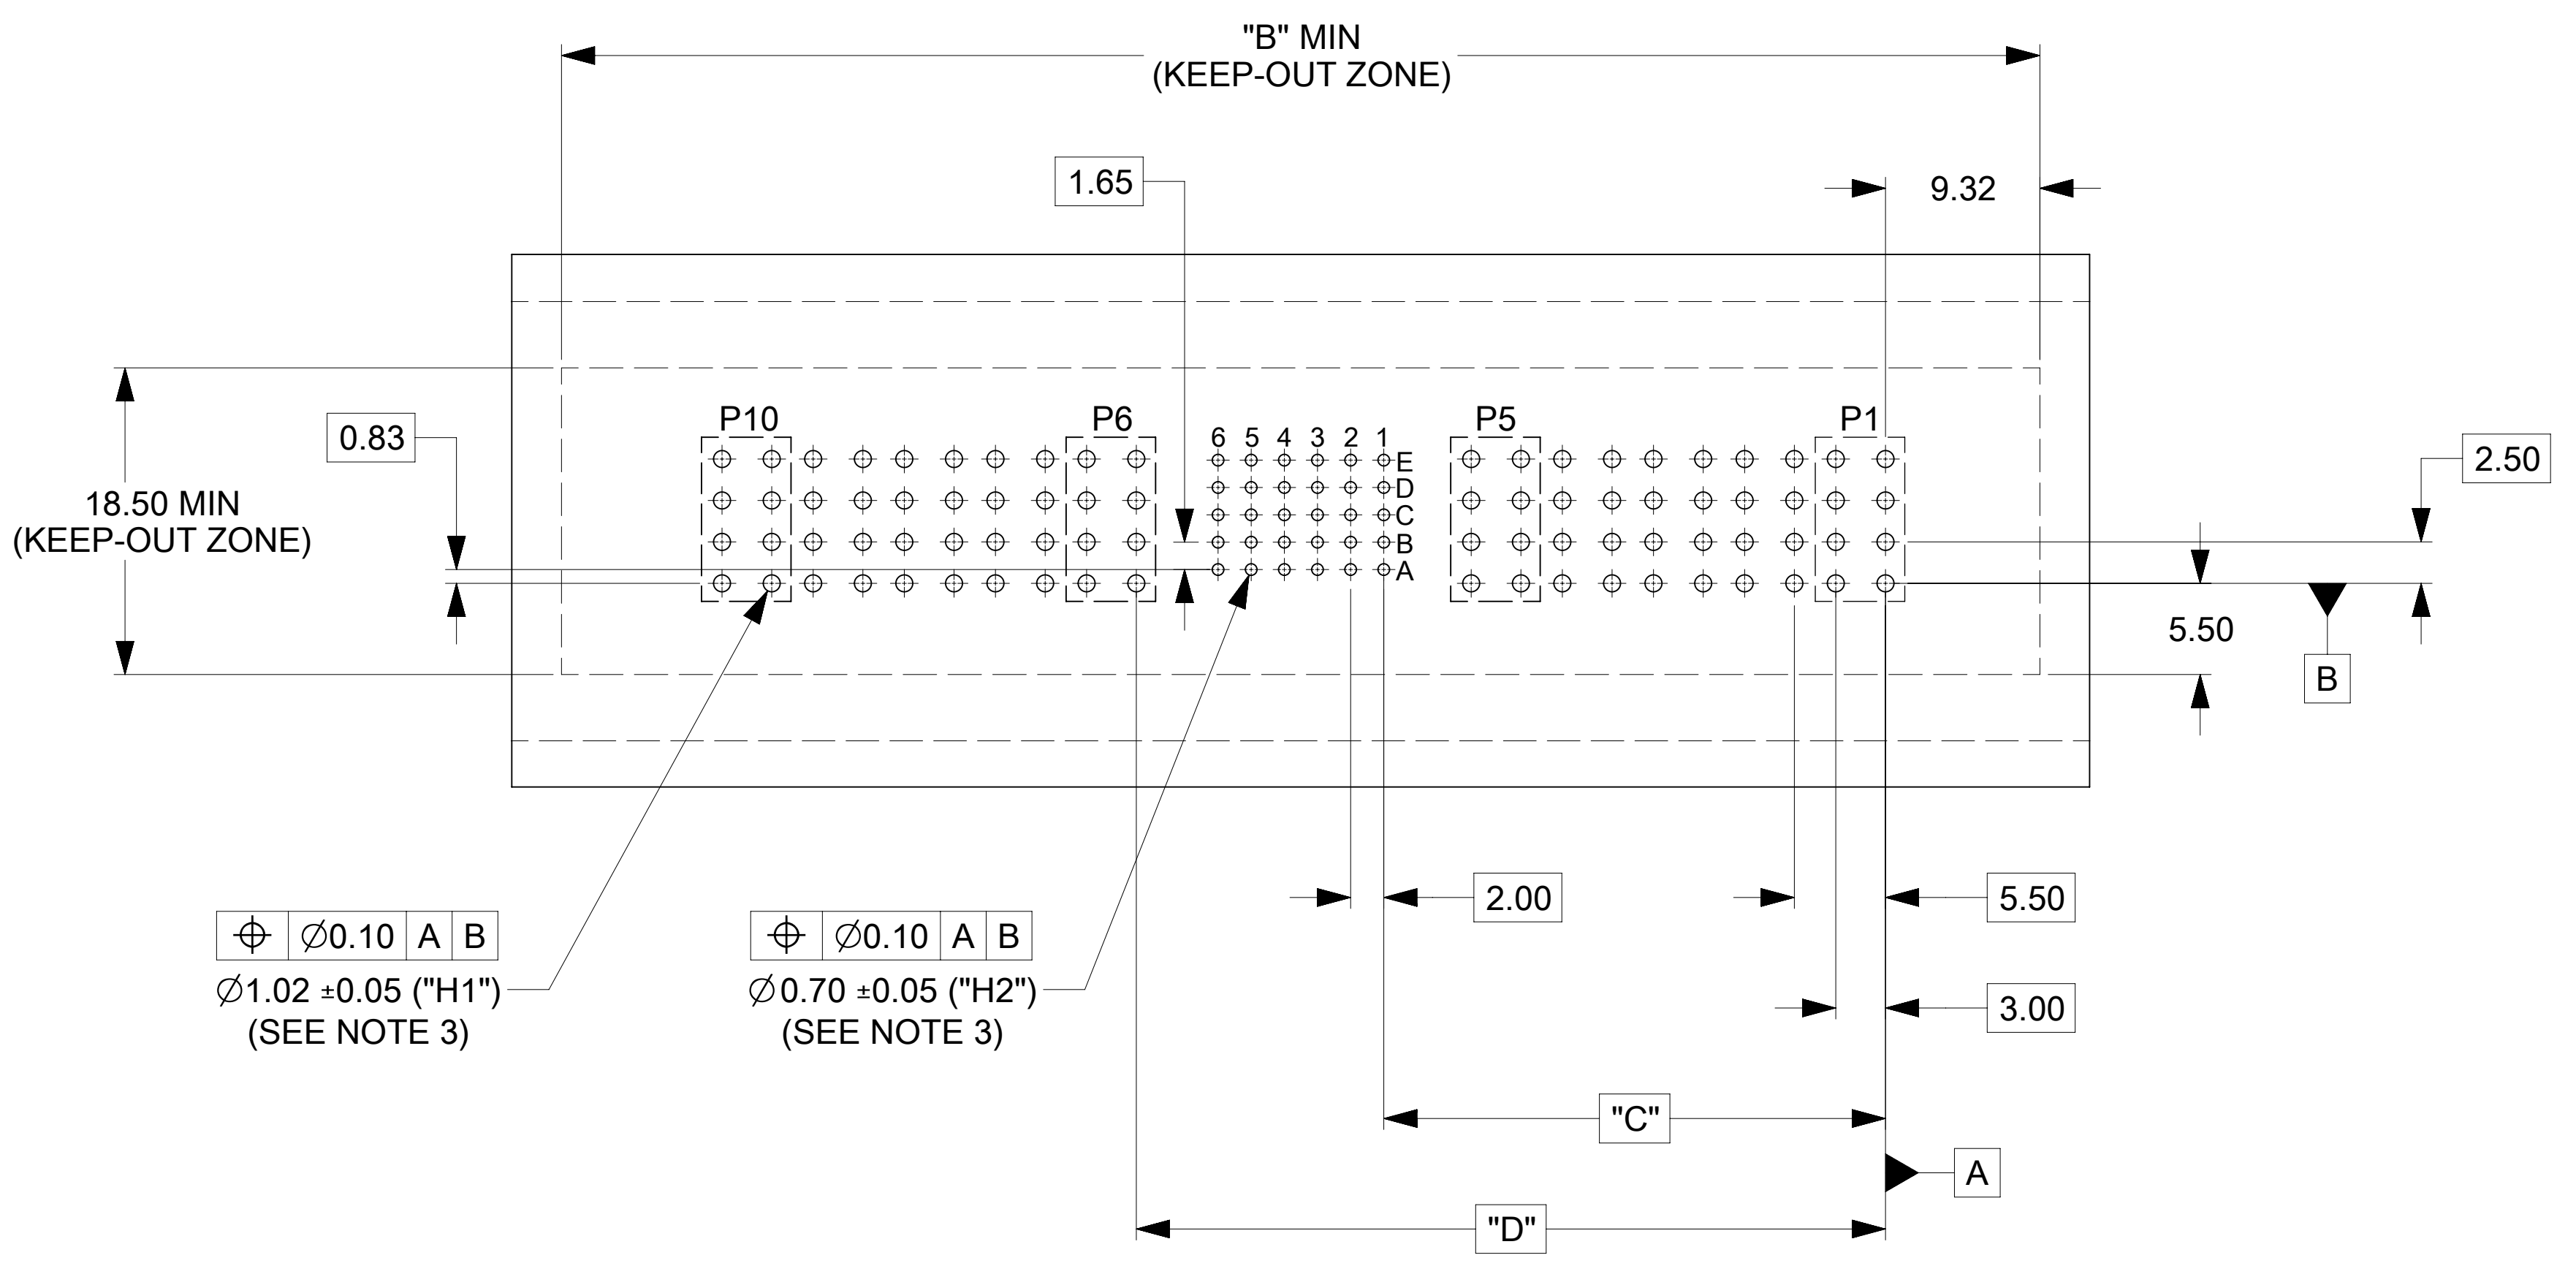 "B" MIN
(KEEP-OUT ZONE)
1.65
9.32
P10
P6
P5
P1
0.83
6 5 4 3 2 1
E
D
C
B
A
2.50
18.50 MIN
(KEEP-OUT ZONE)
5.50
B
2.00
5.50
⌖ ∅0.10 A B
∅1.02 ±0.05 ("H1")
(SEE NOTE 3)
⌖ ∅0.10 A B
∅0.70 ±0.05 ("H2")
(SEE NOTE 3)
3.00
"C"
A
"D"